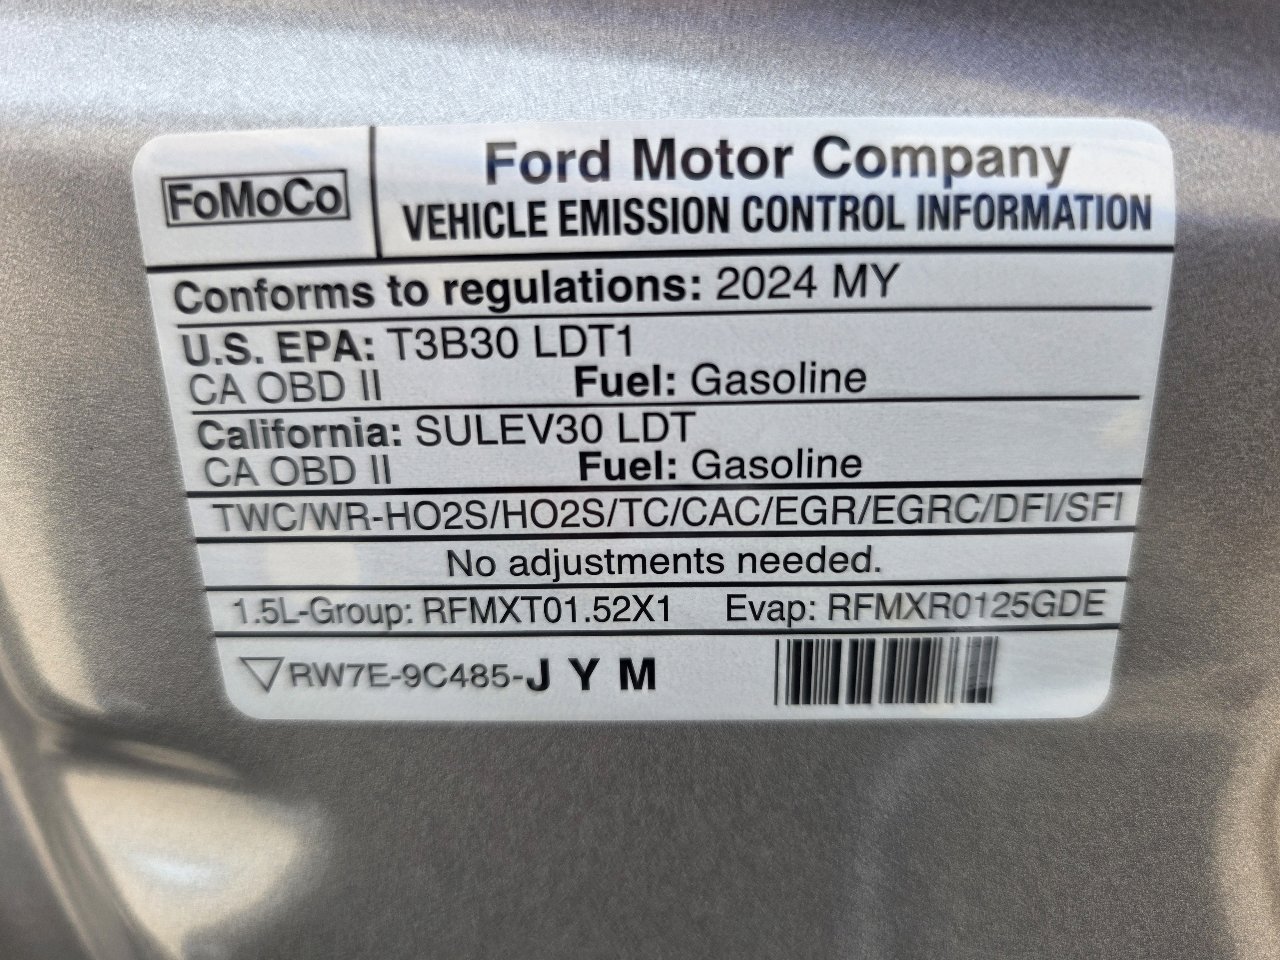 FoMoCo
Ford Motor Company
VEHICLE EMISSION CONTROL INFORMATION
Conforms to regulations: 2024 MY
U.S. EPA: T3B30 LDT1
CA OBD II Fuel: Gasoline
California: SULEV30 LDT
CA OBD II Fuel: Gasoline
TWC/WR-HO2S/HO2S/TC/CAC/EGR/EGRC/DFI/SFI
No adjustments needed.
1.5L-Group: RFMXT01.52X1 Evap: RFMXR0125GDE
RW7E-9C485-J Y M